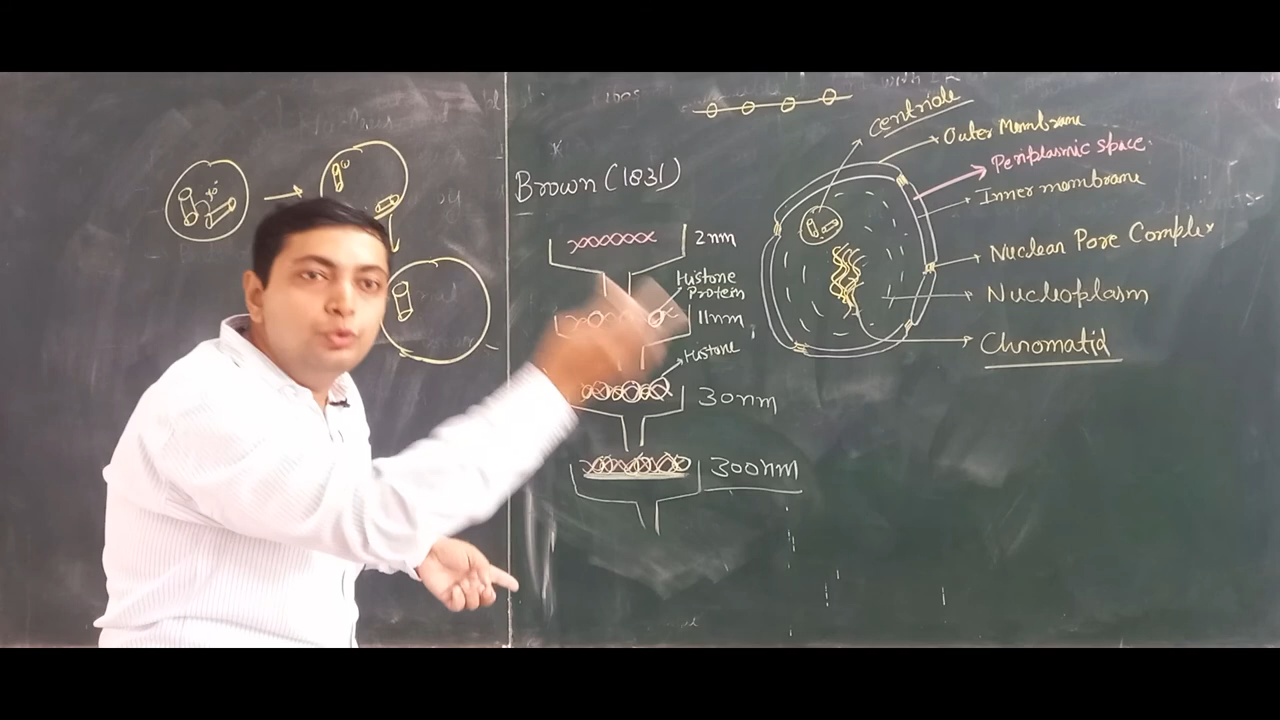 centriole
Outer Membrane
Periplasmic space
Inner membrane
Brown (1831)
Nuclear Pore Complex
2nm
Histone
Protein
11nm
Nucleoplasm
Histone
Chromatid
30nm
300nm